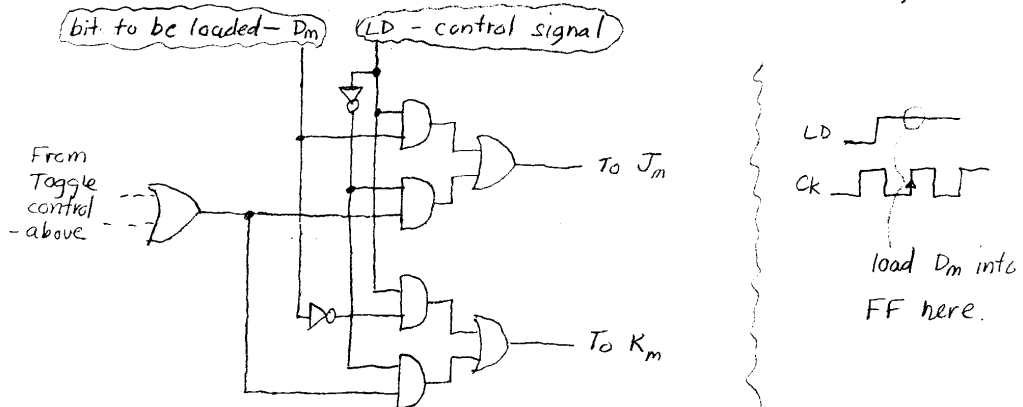 bit to be loaded – Dm
LD - control signal
From
Toggle
control
- above
To Jm
To Km
LD
Ck
load Dm into
FF here.